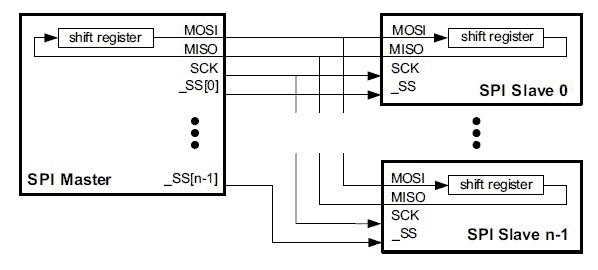 shift register
MOSI
MISO
SCK
_SS[0]
_SS[n-1]
SPI Master
MOSI
shift register
MISO
SCK
_SS
SPI Slave 0
MOSI
shift register
MISO
SCK
_SS
SPI Slave n-1